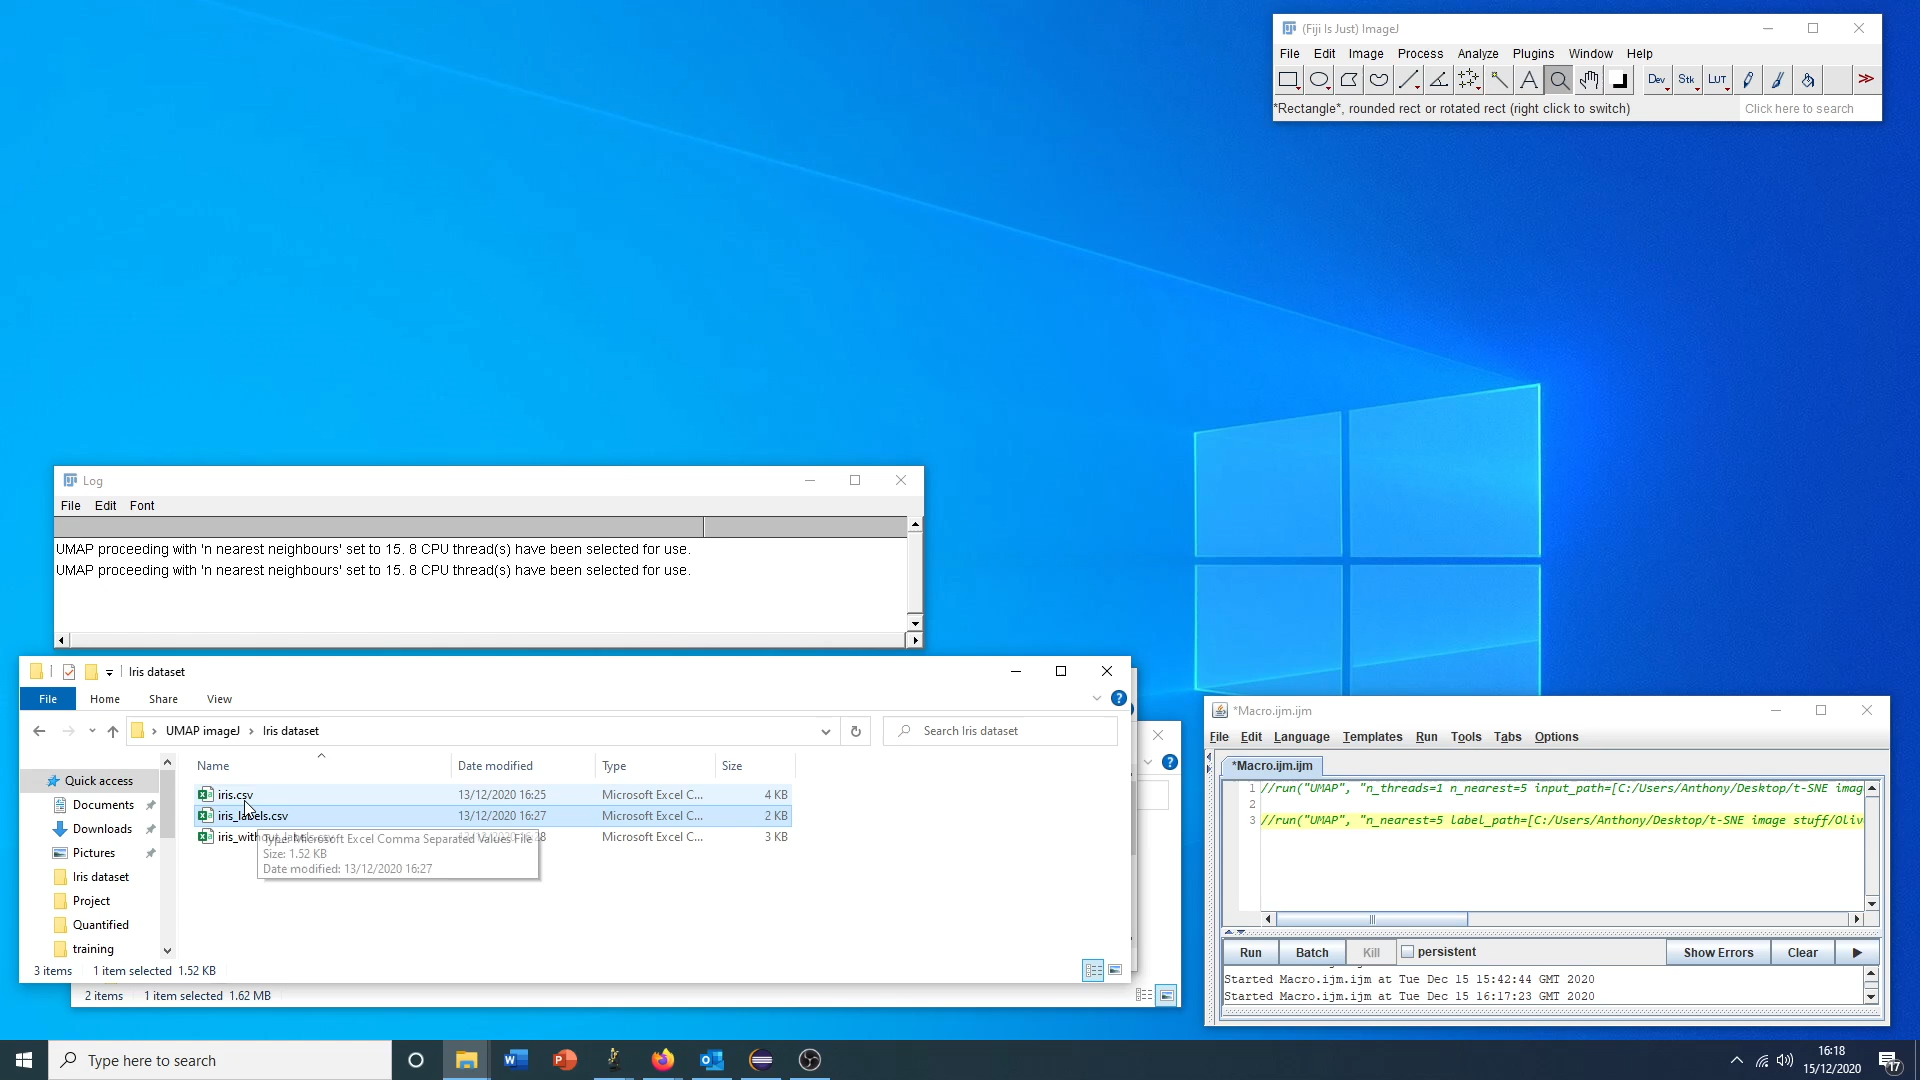 (Fiji Is Just) ImageJ
File Edit Image Process Analyze Plugins Window Help
Dev Stk LUT
*Rectangle*, rounded rect or rotated rect (right click to switch)
Click here to search
Log
File Edit Font
UMAP proceeding with 'n nearest neighbours' set to 15. 8 CPU thread(s) have been selected for use.
UMAP proceeding with 'n nearest neighbours' set to 15. 8 CPU thread(s) have been selected for use.
Iris dataset
File Home Share View
UMAP imageJ › Iris dataset
Search Iris dataset
Name Date modified Type Size
iris.csv 13/12/2020 16:25 Microsoft Excel C... 4 KB
iris_labels.csv 13/12/2020 16:27 Microsoft Excel C... 2 KB
Microsoft Excel C... 3 KB
Type: Microsoft Excel Comma Separated Values File
Size: 1.52 KB
Date modified: 13/12/2020 16:27
Quick access
Documents
Downloads
Pictures
Iris dataset
Project
Quantified
training
3 items 1 item selected 1.52 KB
2 items 1 item selected 1.62 MB
*Macro.ijm.ijm
File Edit Language Templates Run Tools Tabs Options
*Macro.ijm.ijm
1 //run("UMAP", "n_threads=1 n_nearest=5 input_path=[C:/Users/Anthony/Desktop/t-SNE imag
2
3 //run("UMAP", "n_nearest=5 label_path=[C:/Users/Anthony/Desktop/t-SNE image stuff/Oliv
Run Batch Kill persistent Show Errors Clear
Started Macro.ijm.ijm at Tue Dec 15 15:42:44 GMT 2020
Started Macro.ijm.ijm at Tue Dec 15 16:17:23 GMT 2020
Type here to search
16:18
15/12/2020
17